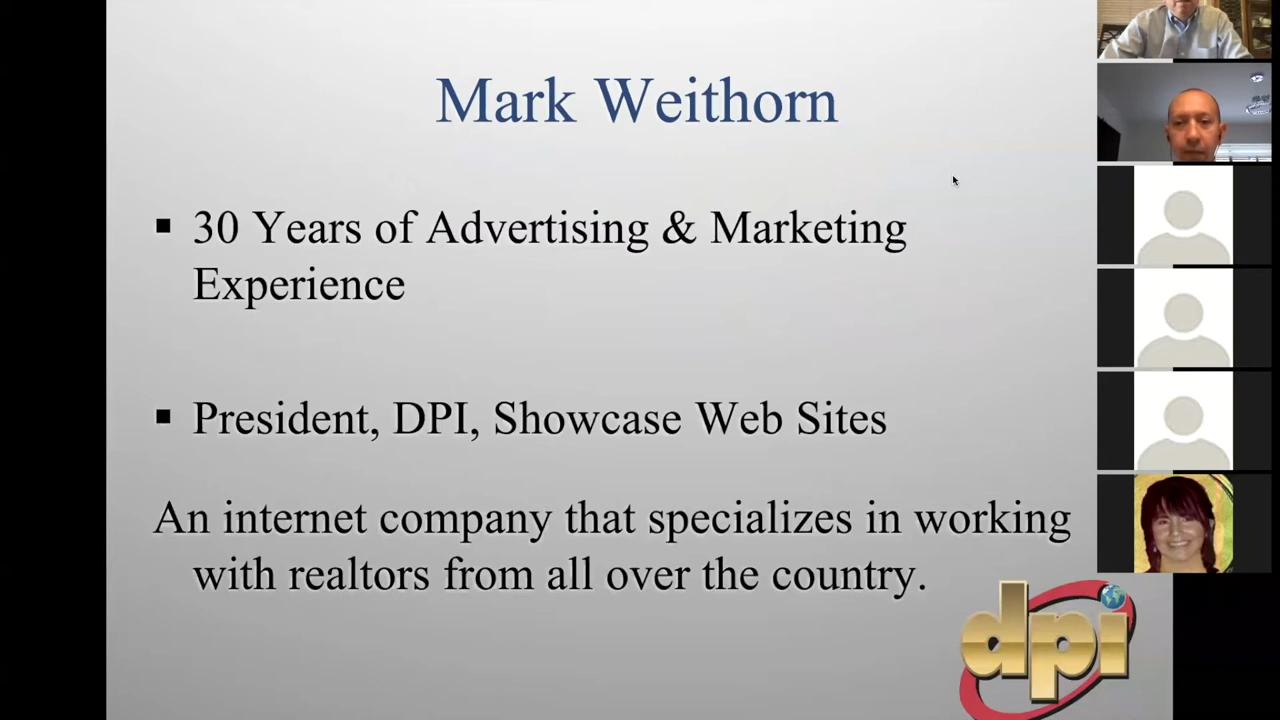 Mark Weithorn
30 Years of Advertising & Marketing
Experience
President, DPI, Showcase Web Sites
An internet company that specializes in working
with realtors from all over the country.
dpi